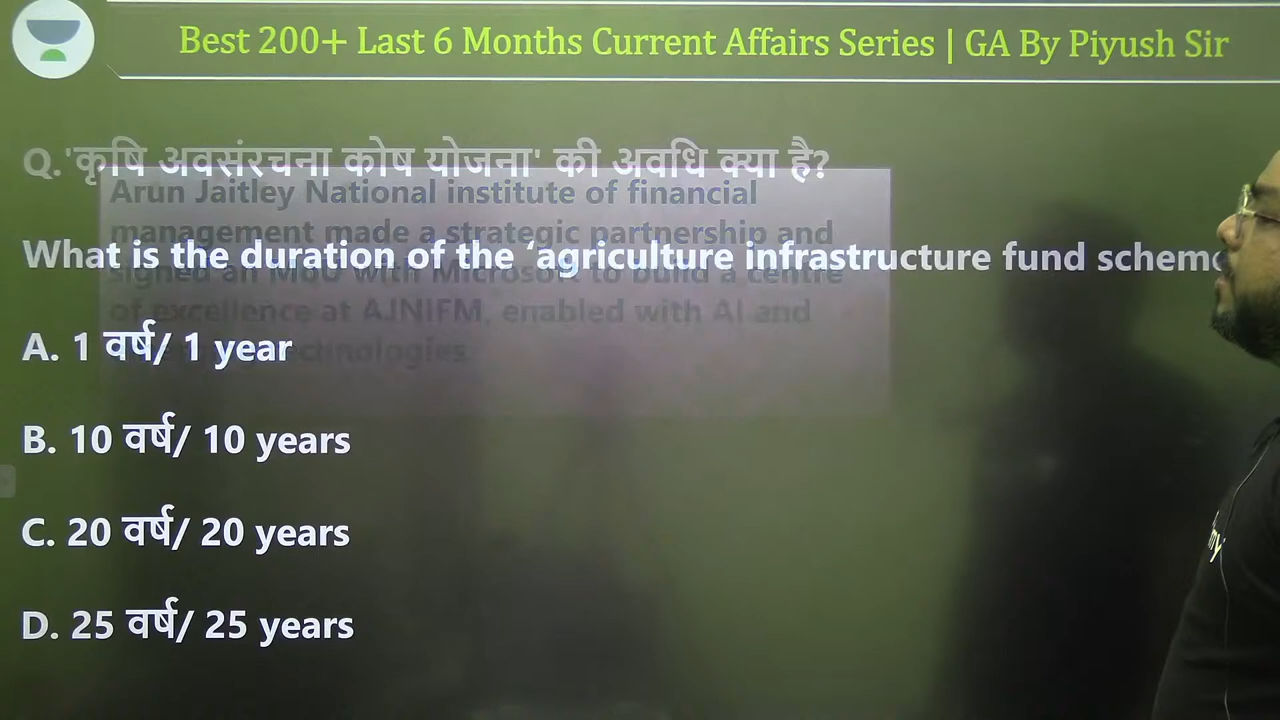 Best 200+ Last 6 Months Current Affairs Series | GA By Piyush Sir
Q.'कृषि अवसंरचना कोष योजना' की अवधि क्या है?
Arun Jaitley National institute of financial
management made a strategic partnership and
What is the duration of the ‘agriculture infrastructure fund
signed an MoU with Microsoft to build a centre
of excellence at AJNIFM, enabled with AI and
A. 1 वर्ष/ 1 year
B. 10 वर्ष/ 10 years
C. 20 वर्ष/ 20 years
D. 25 वर्ष/ 25 years